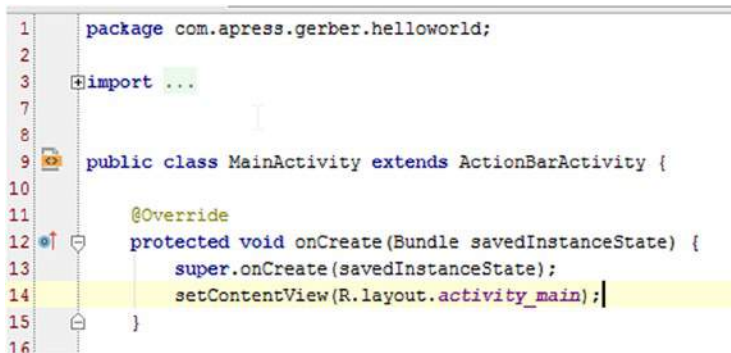 1 package com.apress.gerber.helloworld;
2
3 import ...
7
8
9 public class MainActivity extends ActionBarActivity {
10
11 @Override
12 protected void onCreate(Bundle savedInstanceState) {
13 super.onCreate(savedInstanceState);
14 setContentView(R.layout.activity_main);
15 }
16